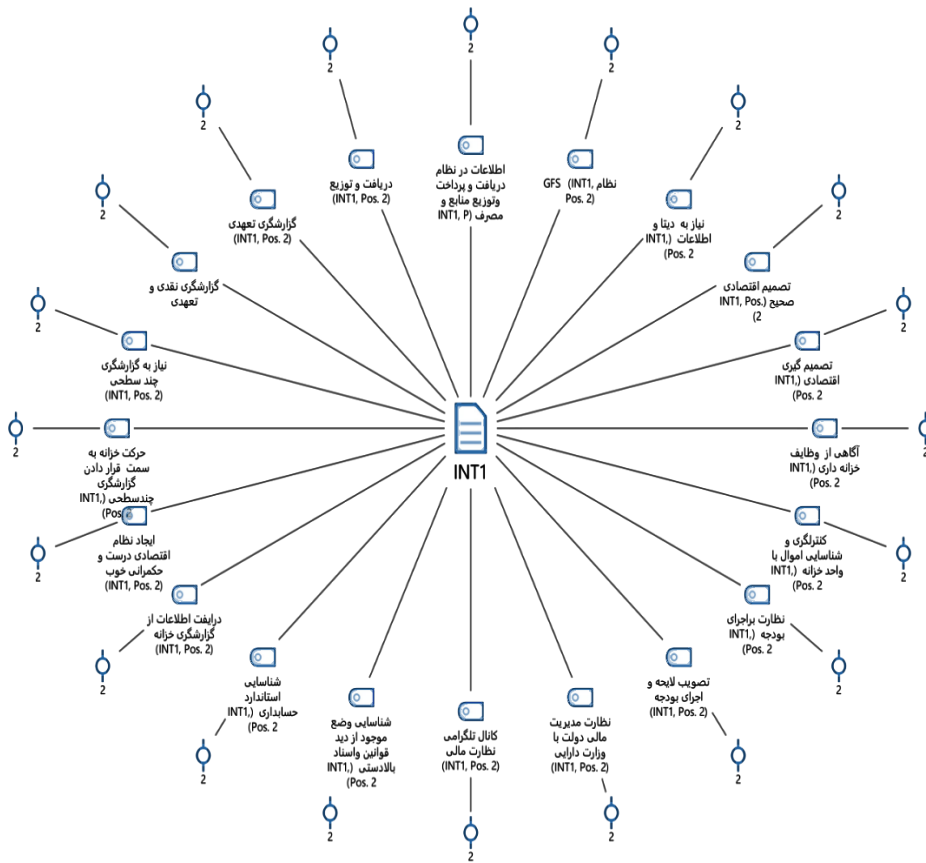 2
2
2
2
2
2
2
اطلاعات در نظام
دریافت و پرداخت
وتوزیع منابع و
مصرف (INT1, P
نظام GFS (INT1,
Pos. 2)
دریافت و توزیع
(INT1, Pos. 2)
نیاز به دیتا و
اطلاعات (INT1,
Pos. 2)
گزارشگری تعهدی
(INT1, Pos. 2)
تصمیم اقتصادی
صحیح (INT1, Pos.
2)
گزارشگری نقدی و
تعهدی
2
2
تصمیم گیری
اقتصادی (INT1,
Pos. 2)
نیاز به گزارشگری
چند سطحی
(INT1, Pos. 2)
2
2
آگاهی از وظایف
خزانه داری (INT1,
Pos. 2)
حرکت خزانه به
سمت قرار دادن
گزارشگری
چندسطحی (INT1,
Pos.
INT1
2
2
کنترلگری و
شناسایی اموال با
واحد خزانه (INT1,
Pos. 2)
ایجاد نظام
اقتصادی درست و
حکمرانی خوب
(INT1, Pos. 2)
نظارت براجرای
بودجه (INT1,
Pos. 2)
درایفت اطلاعات از
گزارشگری خزانه
(INT1, Pos. 2)
2
2
تصویب لایحه و
اجرای بودجه
(INT1, Pos. 2)
شناسایی
استاندارد
حسابداری (INT1,
Pos. 2)
نظارت مدیریت
مالی دولت با
وزارت دارایی
(INT1, Pos. 2)
کانال تلگرامی
نظارت مالی
(INT1, Pos. 2)
شناسایی وضع
موجود از دید
قوانین واسناد
بالادستی (INT1,
Pos. 2)
2
2
2
2
2